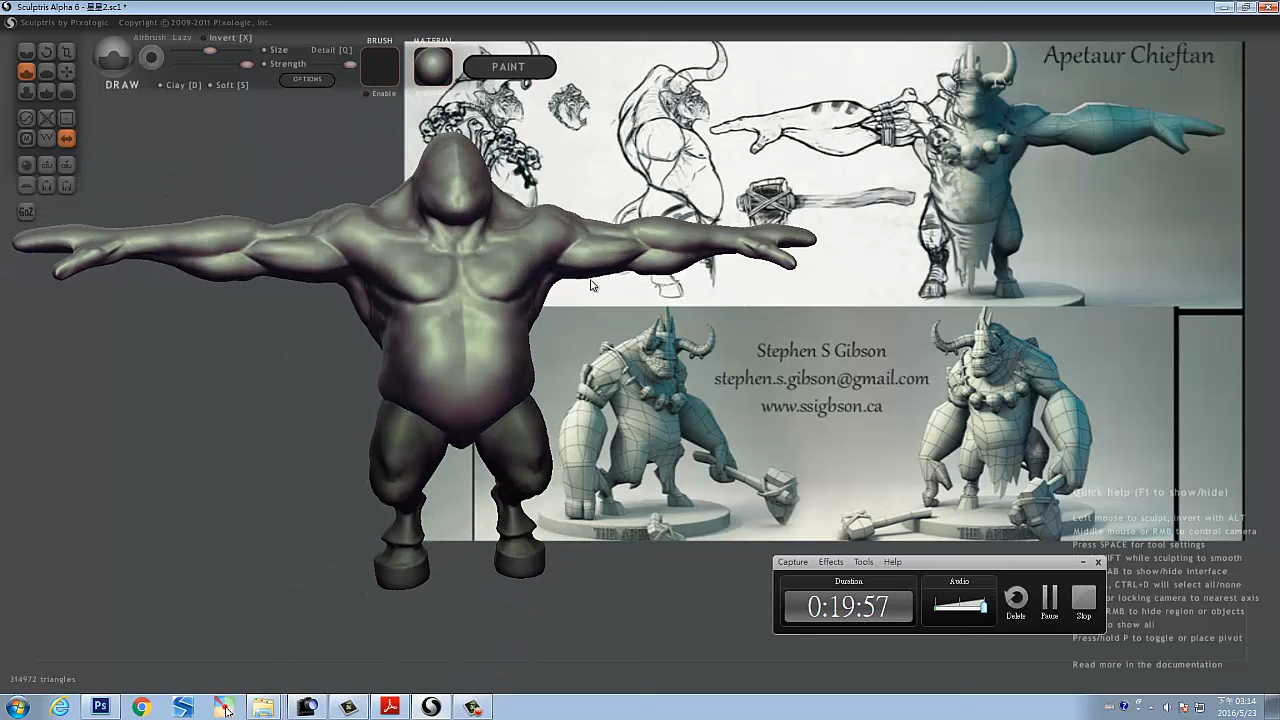 Sculptris Alpha 6 - 星星2.sc1 *
Sculptris by Pixologic Copyright © 2009-2011 Pixologic, Inc.
Airbrush Lazy Invert [X]
BRUSH
MATERIAL
Size Detail [Q]
Strength
OPTIONS
DRAW
Clay [D] Soft [S]
Enable
PAINT
GoZ
Apetaur Chieftan
Stephen S Gibson
stephen.s.gibson@gmail.com
www.ssigbson.ca
Quick help (F1 to show/hide)
Left mouse to sculpt, invert with ALT
Middle mouse or RMB to control camera
Press SPACE for tool settings
while sculpting to smooth
to show/hide interface
, CTRL+D will select all/none
or locking camera to nearest axis
RMB to hide region or objects
to show all
Press/hold P to toggle or place pivot
Read more in the documentation
Capture Effects Tools Help
Duration
0:19:57
Audio
Delete
Pause
Stop
314972 triangles
Ps
下午 03:14
2016/5/23